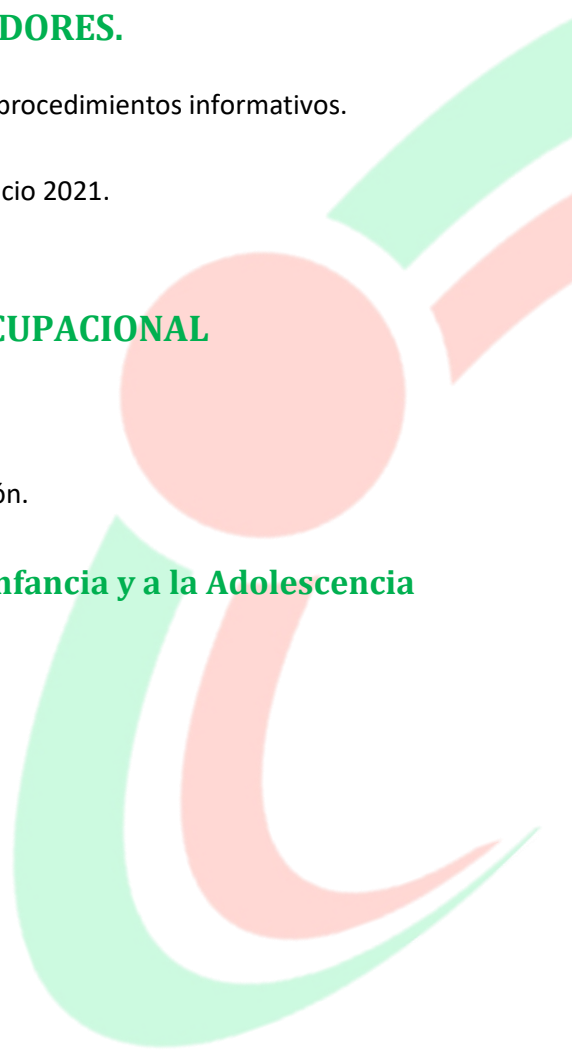 DORES.
procedimientos informativos.
cio 2021.
CUPACIONAL
ón.
nfancia y a la Adolescencia